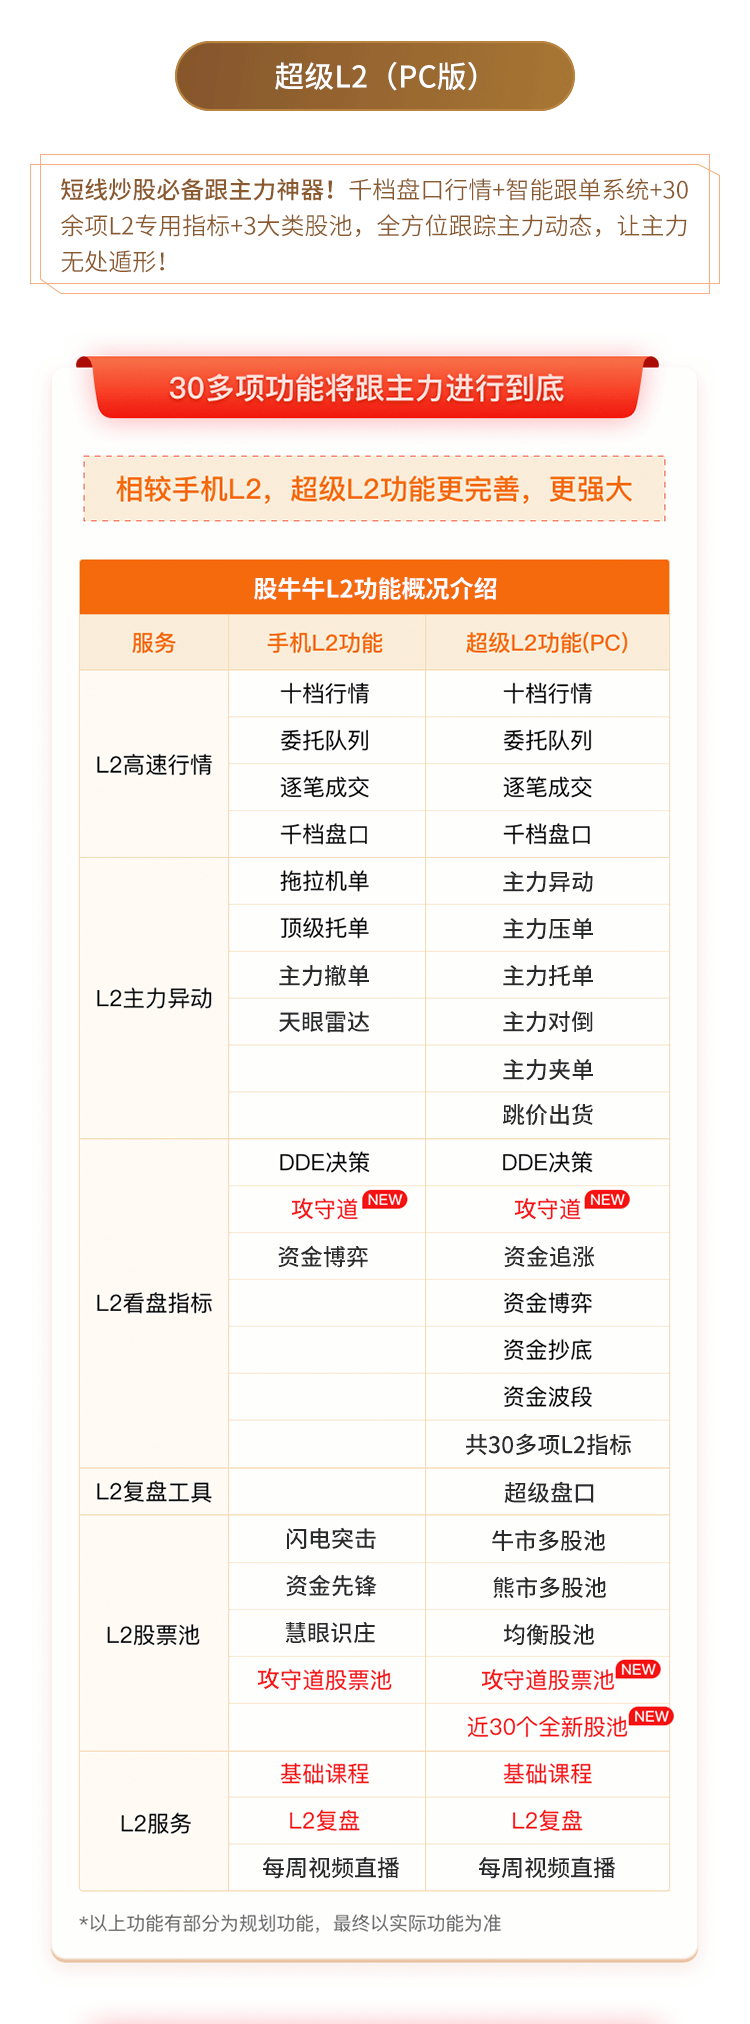 超级L2（PC版）
短线炒股必备跟主力神器！千档盘口行情+智能跟单系统+30
余项L2专用指标+3大类股池，全方位跟踪主力动态，让主力
无处遁形！
30多项功能将跟主力进行到底
相较手机L2，超级L2功能更完善，更强大
股牛牛L2功能概况介绍
服务 手机L2功能 超级L2功能(PC)
L2高速行情
十档行情 十档行情
委托队列 委托队列
逐笔成交 逐笔成交
千档盘口 千档盘口
L2主力异动
拖拉机单 主力异动
顶级托单 主力压单
主力撤单 主力托单
天眼雷达 主力对倒
主力夹单
跳价出货
L2看盘指标
DDE决策 DDE决策
攻守道 NEW 攻守道 NEW
资金博弈 资金追涨
资金博弈
资金抄底
资金波段
共30多项L2指标
L2复盘工具 超级盘口
L2股票池
闪电突击 牛市多股池
资金先锋 熊市多股池
慧眼识庄 均衡股池
攻守道股票池 攻守道股票池 NEW
近30个全新股池 NEW
L2服务
基础课程 基础课程
L2复盘 L2复盘
每周视频直播 每周视频直播
*以上功能有部分为规划功能，最终以实际功能为准